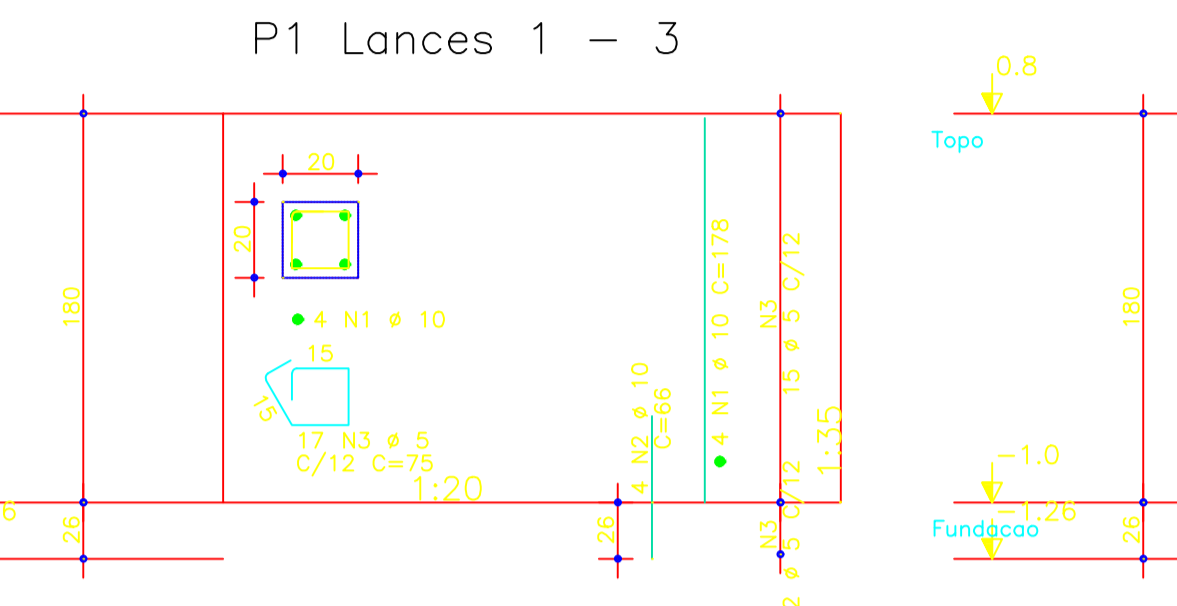 P1 Lances 1 - 3
0.8
Topo
20
20
180
4 N1 ø 10
15
15
17 N3 ø 5
C/12 C=75
1:20
4 N2 ø 10
C=66
4 N1 ø 10 C=178
N3
15 ø 5 C/12
1:35
180
-1.0
-1.26
Fundacao
6
26
26
N3
2 ø 5 C/12
26